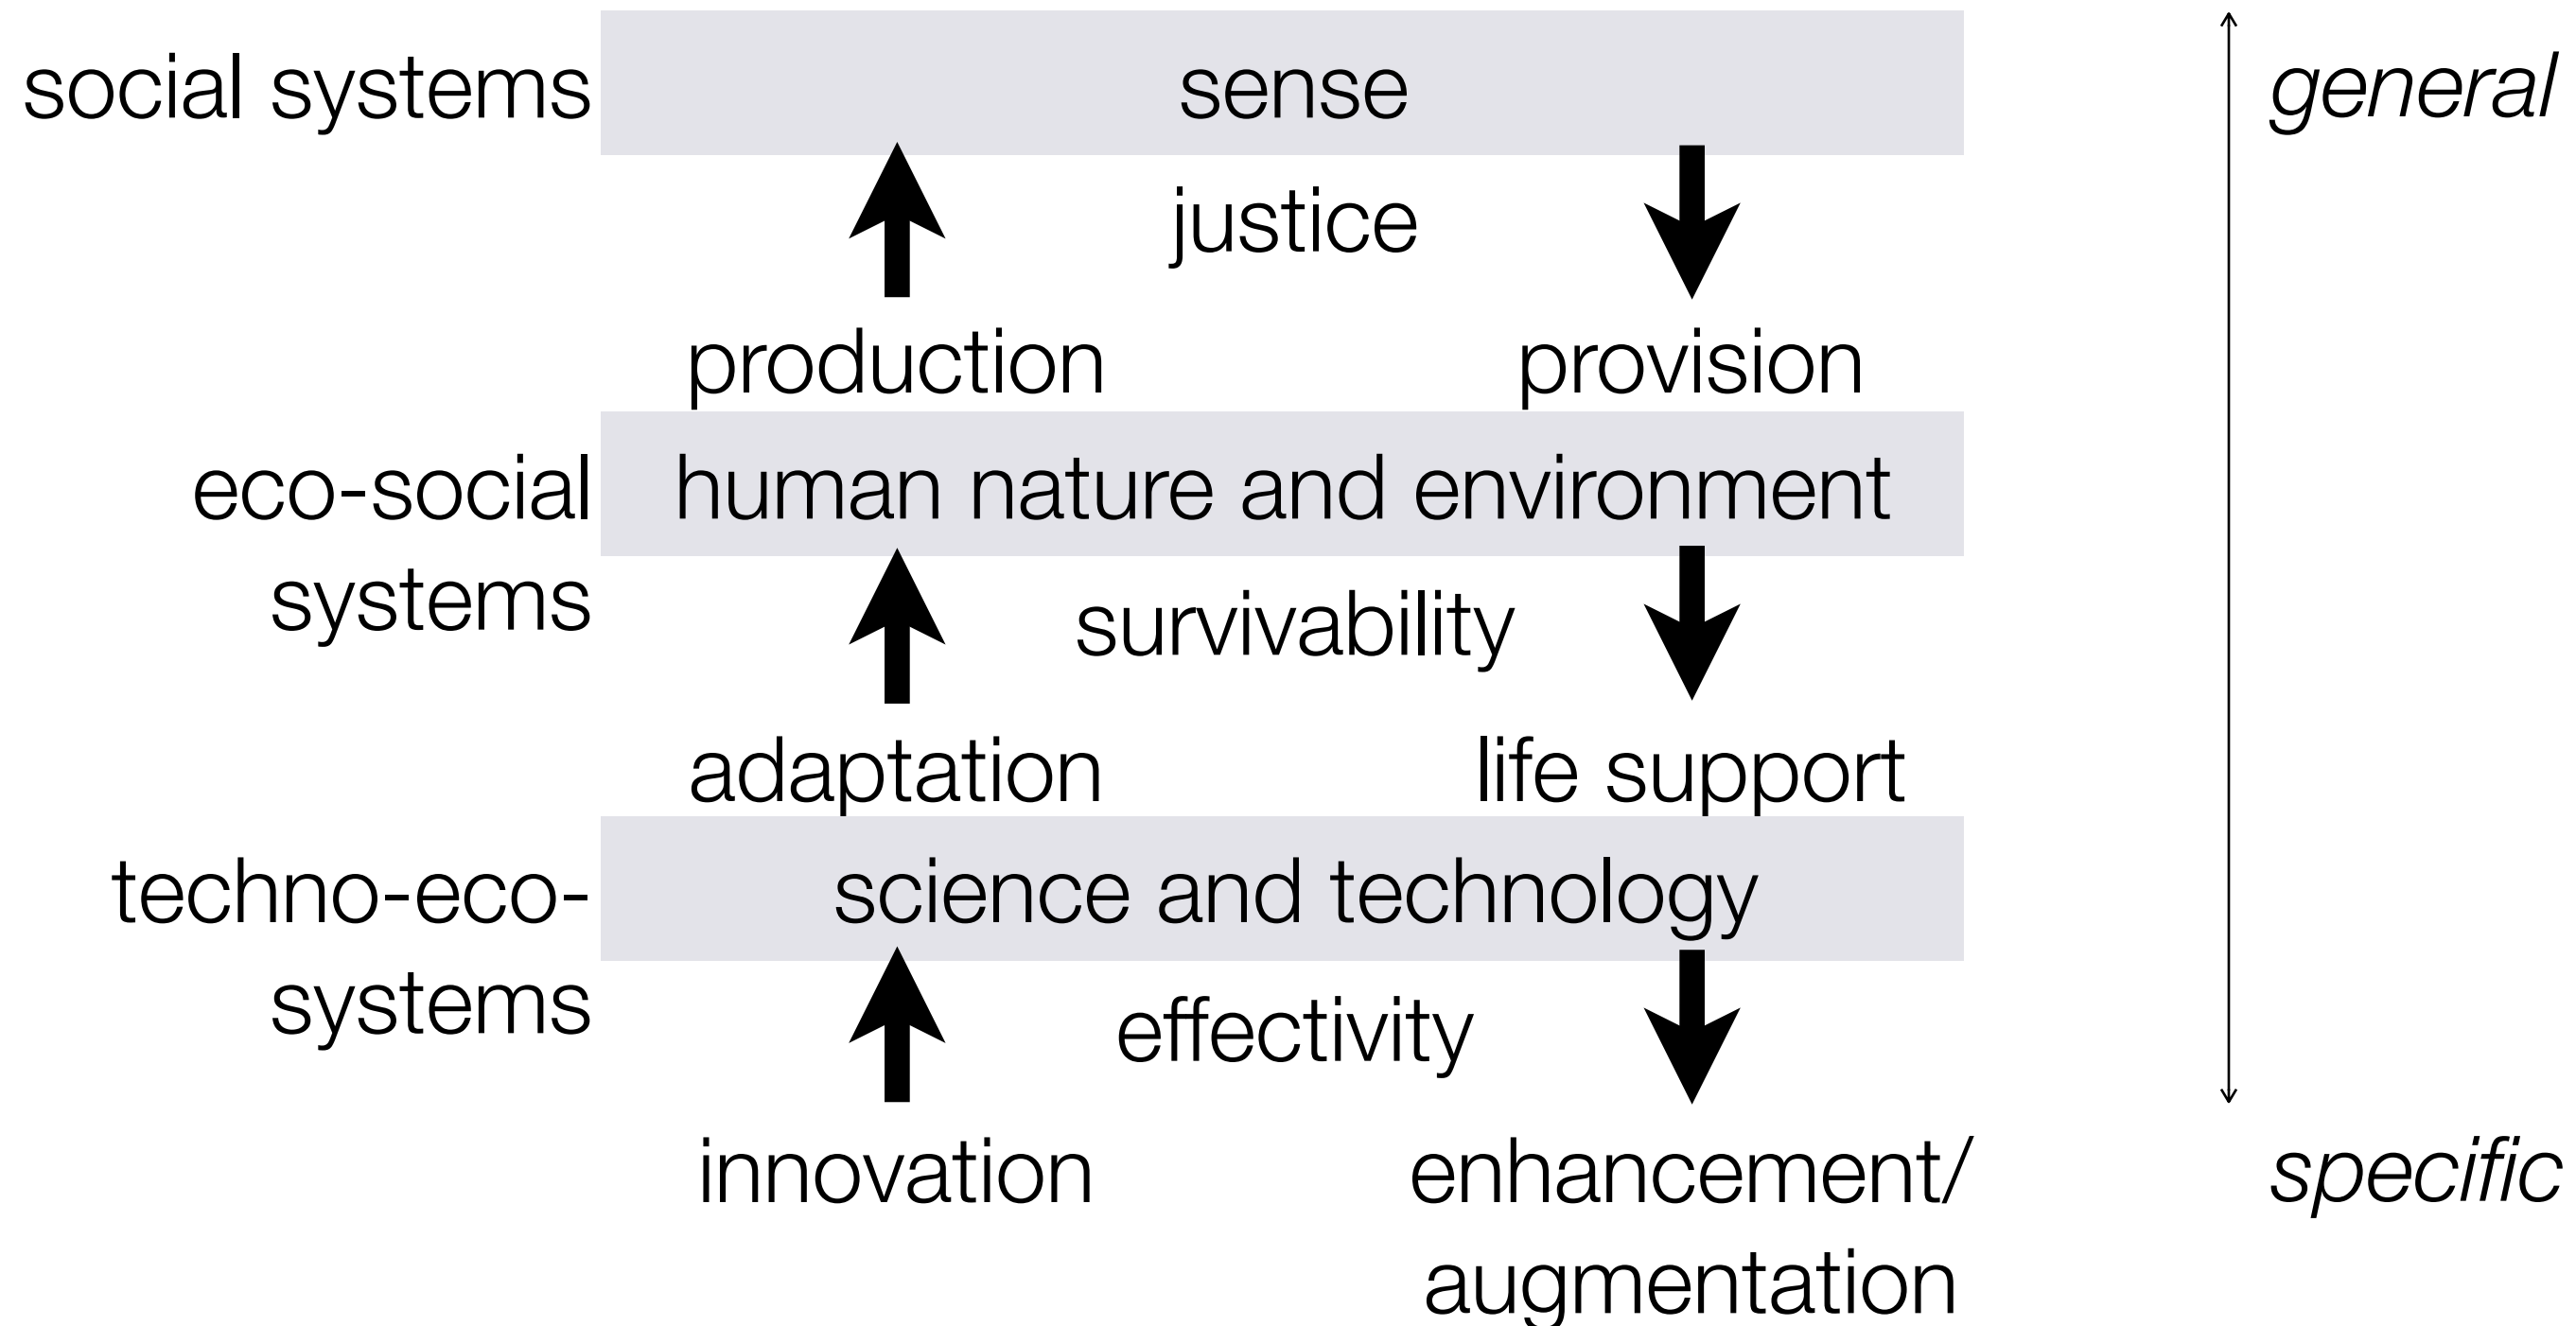 social systems
sense
general
justice
production
provision
eco-social
systems
human nature and environment
survivability
adaptation
life support
techno-eco-
systems
science and technology
effectivity
innovation
enhancement/
augmentation
specific